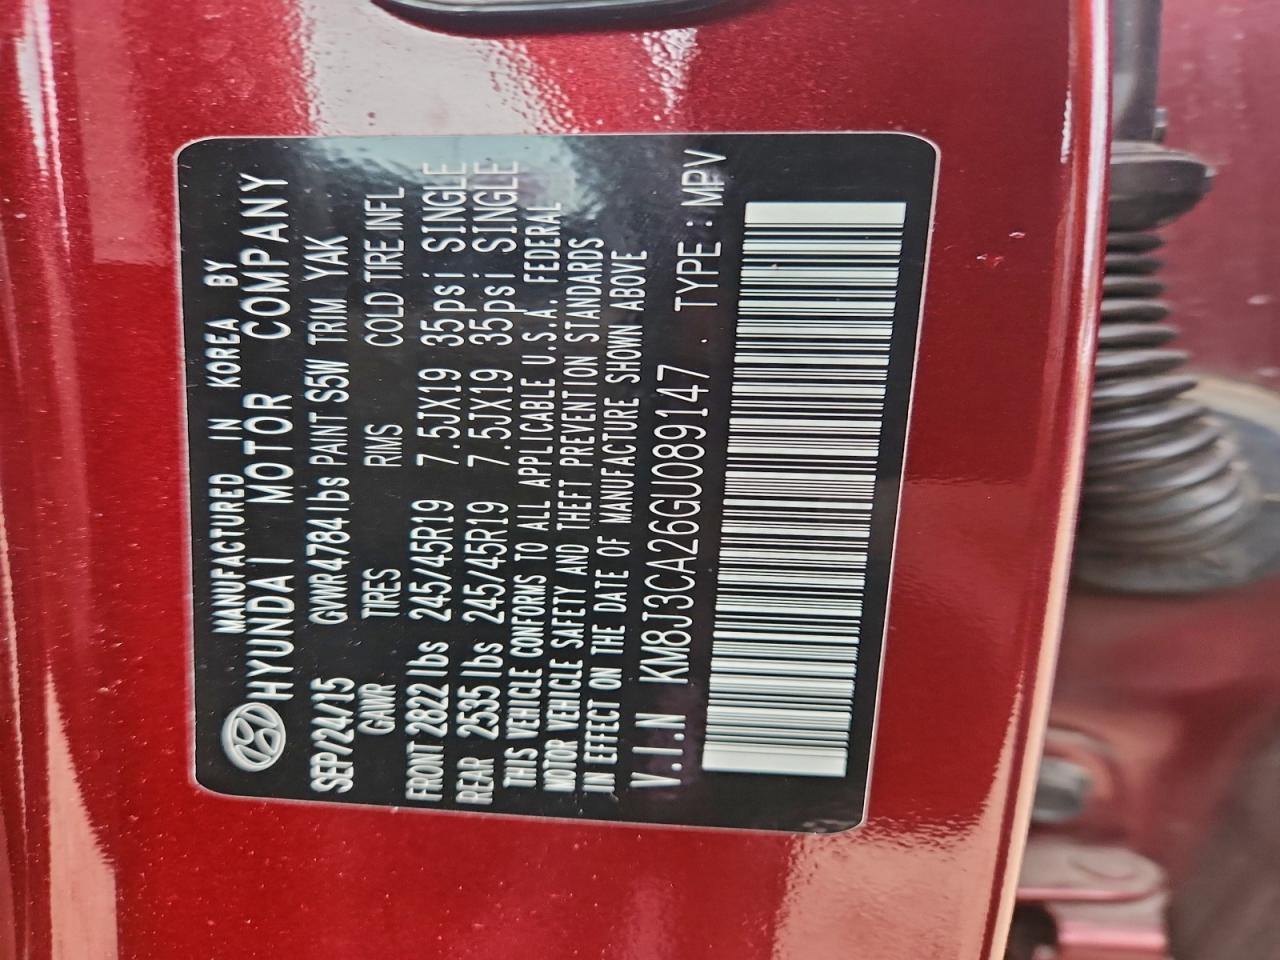 MANUFACTURED IN KOREA BY
HYUNDAI MOTOR COMPANY
SEP/24/15 GVWR4784lbs PAINT S5W TRIM YAK
GAWR TIRES RIMS COLD TIRE INFL
FRONT 2822 lbs 245/45R19 7.5JX19 35psi SINGLE
REAR 2535 lbs 245/45R19 7.5JX19 35psi SINGLE
THIS VEHICLE CONFORMS TO ALL APPLICABLE U.S.A. FEDERAL
MOTOR VEHICLE SAFETY AND THEFT PREVENTION STANDARDS
IN EFFECT ON THE DATE OF MANUFACTURE SHOWN ABOVE
V.I.N KM8J3CA26GU089147 TYPE : MPV